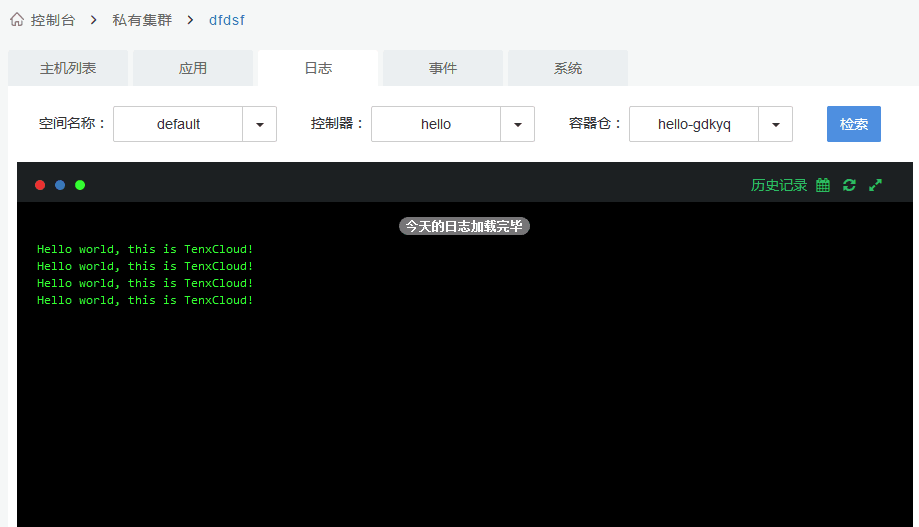 控制台 > 私有集群 > dfdsf
主机列表 应用 日志 事件 系统
空间名称： default 控制器： hello 容器仓： hello-gdkyq 检索
历史记录
今天的日志加载完毕
Hello world, this is TenxCloud!
Hello world, this is TenxCloud!
Hello world, this is TenxCloud!
Hello world, this is TenxCloud!